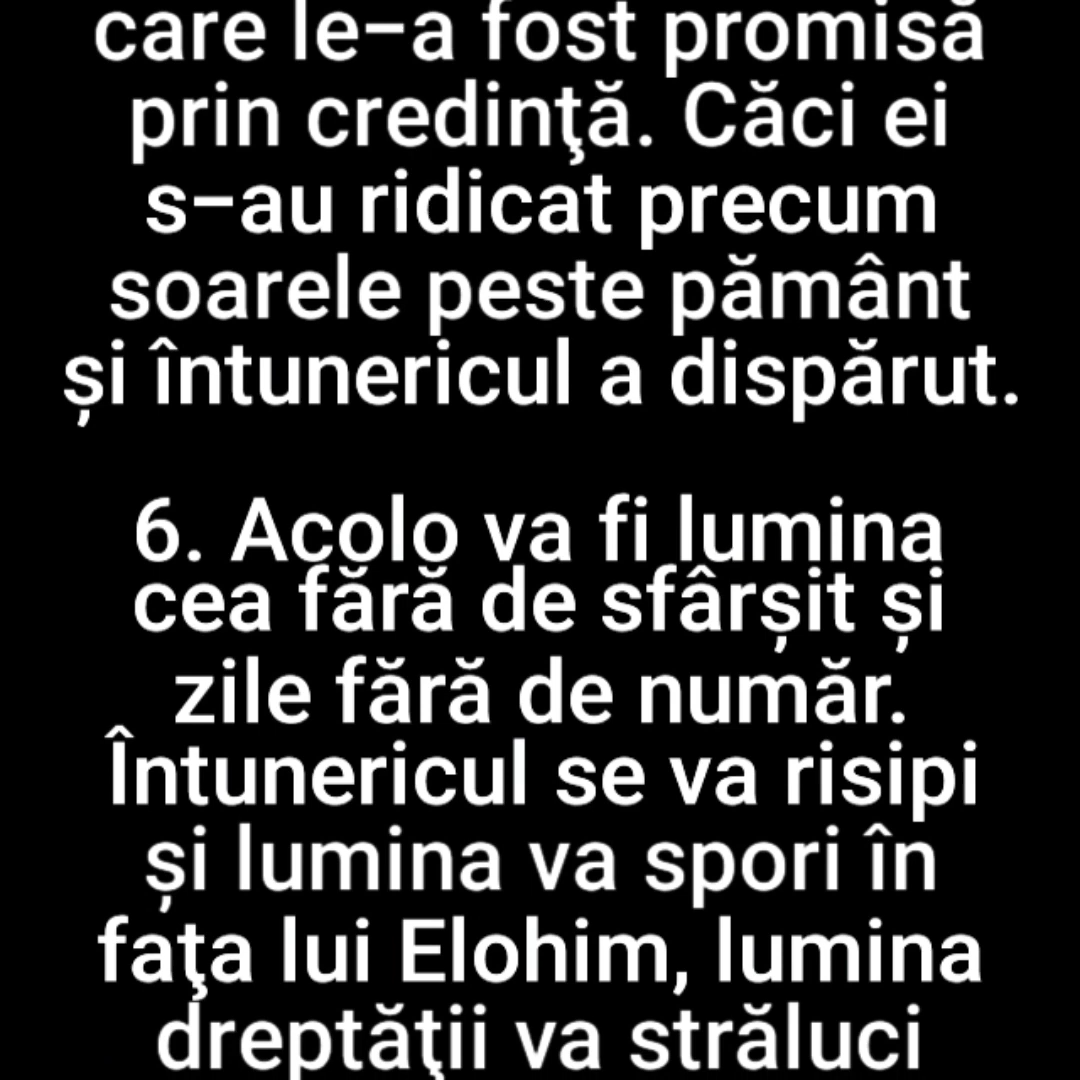 care le-a fost promisă
prin credinţă. Căci ei
s-au ridicat precum
soarele peste pământ
și întunericul a dispărut.
6. Acolo va fi lumina
cea fără de sfârșit și
zile fără de număr.
Întunericul se va risipi
și lumina va spori în
faţa lui Elohim, lumina
dreptăţii va străluci